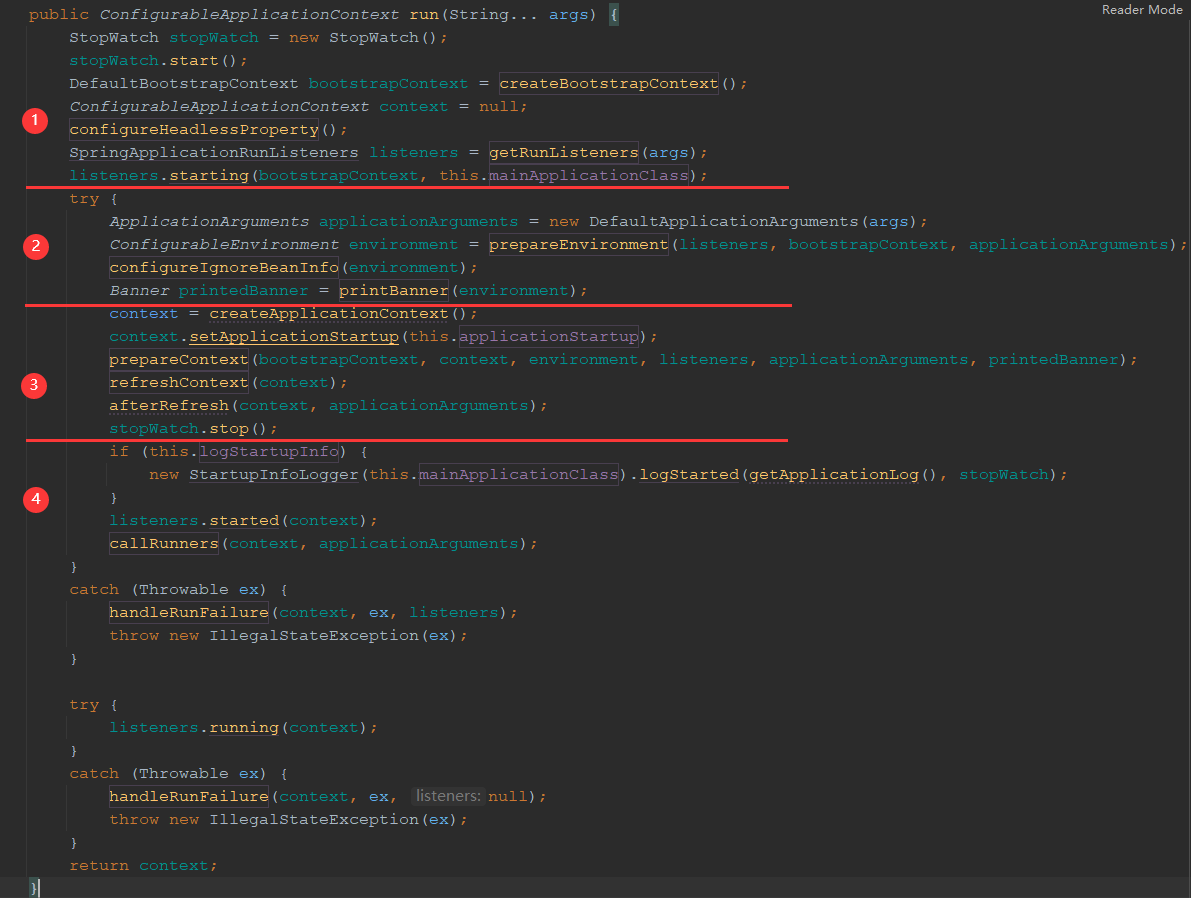 Reader Mode
public ConfigurableApplicationContext run(String... args) {
    StopWatch stopWatch = new StopWatch();
    stopWatch.start();
    DefaultBootstrapContext bootstrapContext = createBootstrapContext();
    ConfigurableApplicationContext context = null;
1
    configureHeadlessProperty();
    SpringApplicationRunListeners listeners = getRunListeners(args);
    listeners.starting(bootstrapContext, this.mainApplicationClass);
    try {
        ApplicationArguments applicationArguments = new DefaultApplicationArguments(args);
2
        ConfigurableEnvironment environment = prepareEnvironment(listeners, bootstrapContext, applicationArguments);
        configureIgnoreBeanInfo(environment);
        Banner printedBanner = printBanner(environment);
        context = createApplicationContext();
        context.setApplicationStartup(this.applicationStartup);
        prepareContext(bootstrapContext, context, environment, listeners, applicationArguments, printedBanner);
3
        refreshContext(context);
        afterRefresh(context, applicationArguments);
        stopWatch.stop();
        if (this.logStartupInfo) {
            new StartupInfoLogger(this.mainApplicationClass).logStarted(getApplicationLog(), stopWatch);
4
        }
        listeners.started(context);
        callRunners(context, applicationArguments);
    }
    catch (Throwable ex) {
        handleRunFailure(context, ex, listeners);
        throw new IllegalStateException(ex);
    }
    try {
        listeners.running(context);
    }
    catch (Throwable ex) {
        handleRunFailure(context, ex, listeners: null);
        throw new IllegalStateException(ex);
    }
    return context;
}